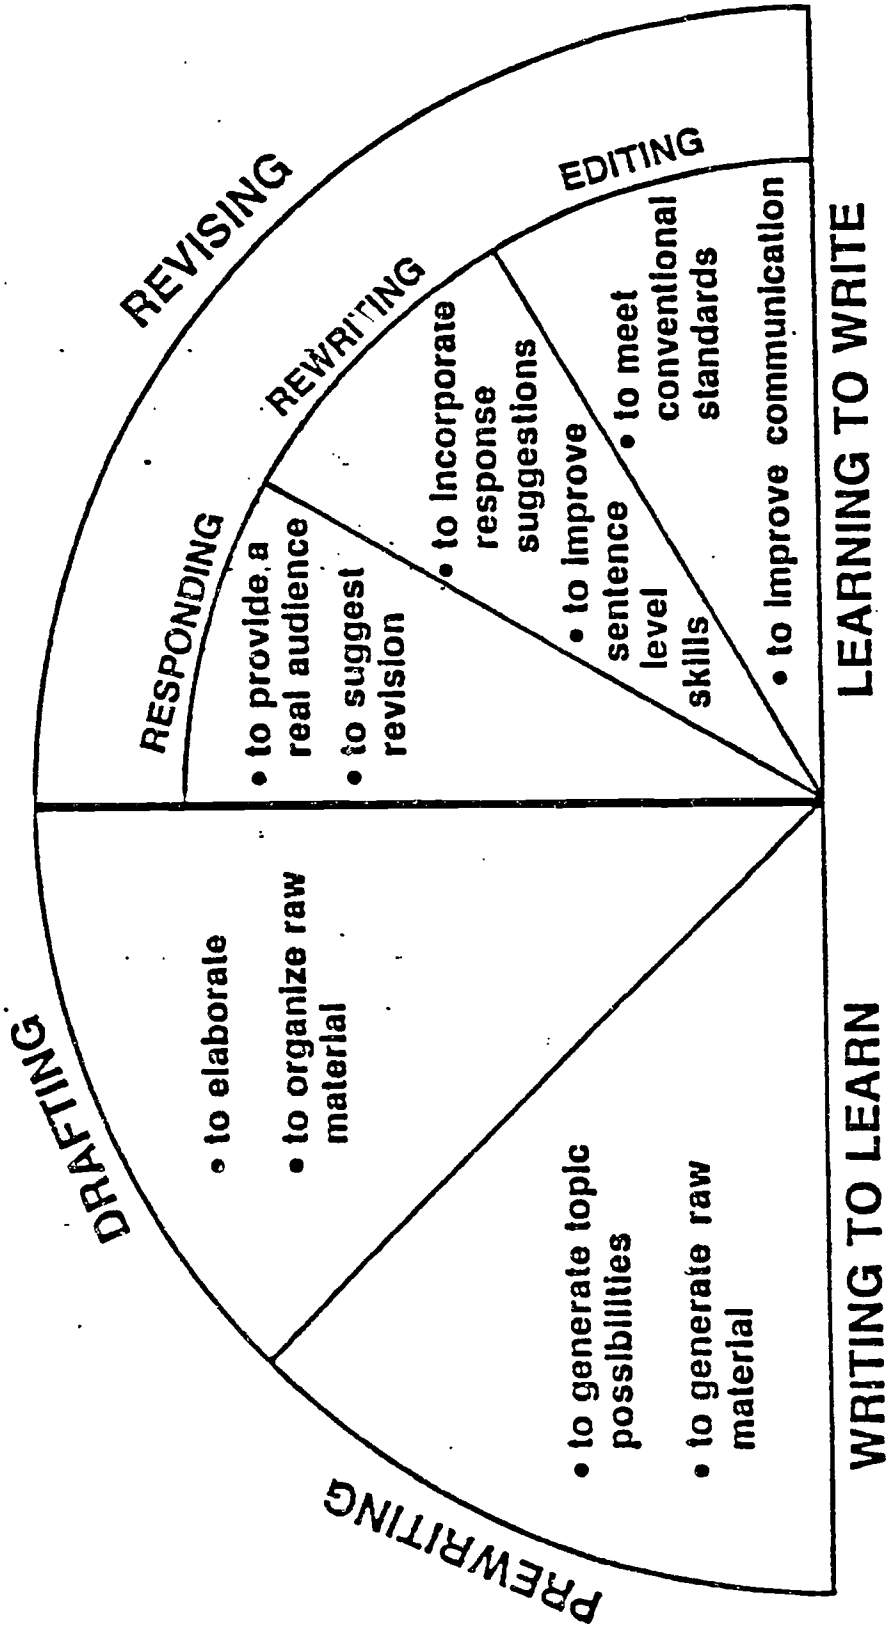 PREWRITING
• to generate topic
possibilities
• to generate raw
material
DRAFTING
• to elaborate
• to organize raw
material
REVISING
RESPONDING
• to provide a
real audience
• to suggest
revision
REWRITING
• to incorporate
response
suggestions
• to improve
sentence
level
skills
EDITING
• to meet
conventional
standards
• to improve communication
WRITING TO LEARN
LEARNING TO WRITE